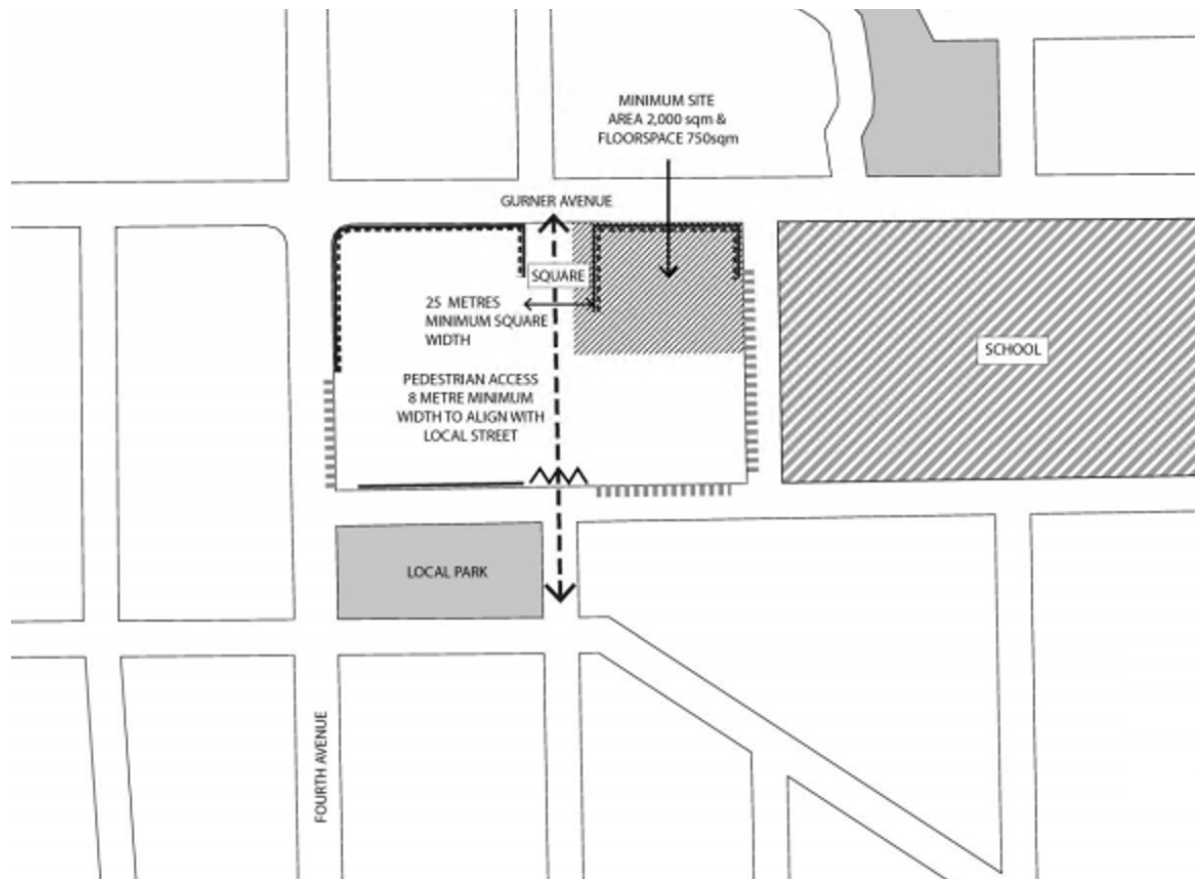 MINIMUM SITE
AREA 2,000 sqm &
FLOORSPACE 750sqm
GURNER AVENUE
SQUARE
25 METRES
MINIMUM SQUARE
WIDTH
SCHOOL
PEDESTRIAN ACCESS
8 METRE MINIMUM
WIDTH TO ALIGN WITH
LOCAL STREET
LOCAL PARK
FOURTH AVENUE